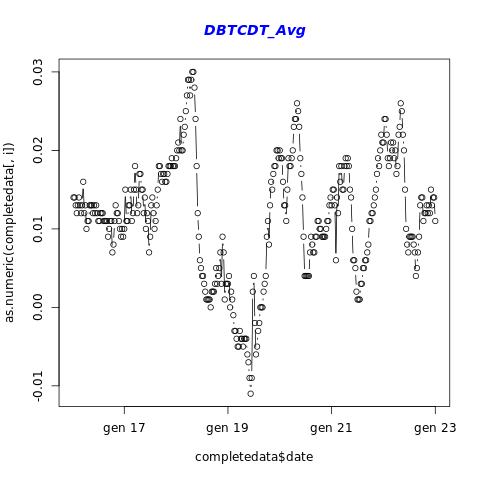 DBTCDT_Avg
as.numeric(completedata[, i])
0.03
0.02
0.01
0.00
-0.01
gen 17
gen 19
gen 21
gen 23
completedata$date